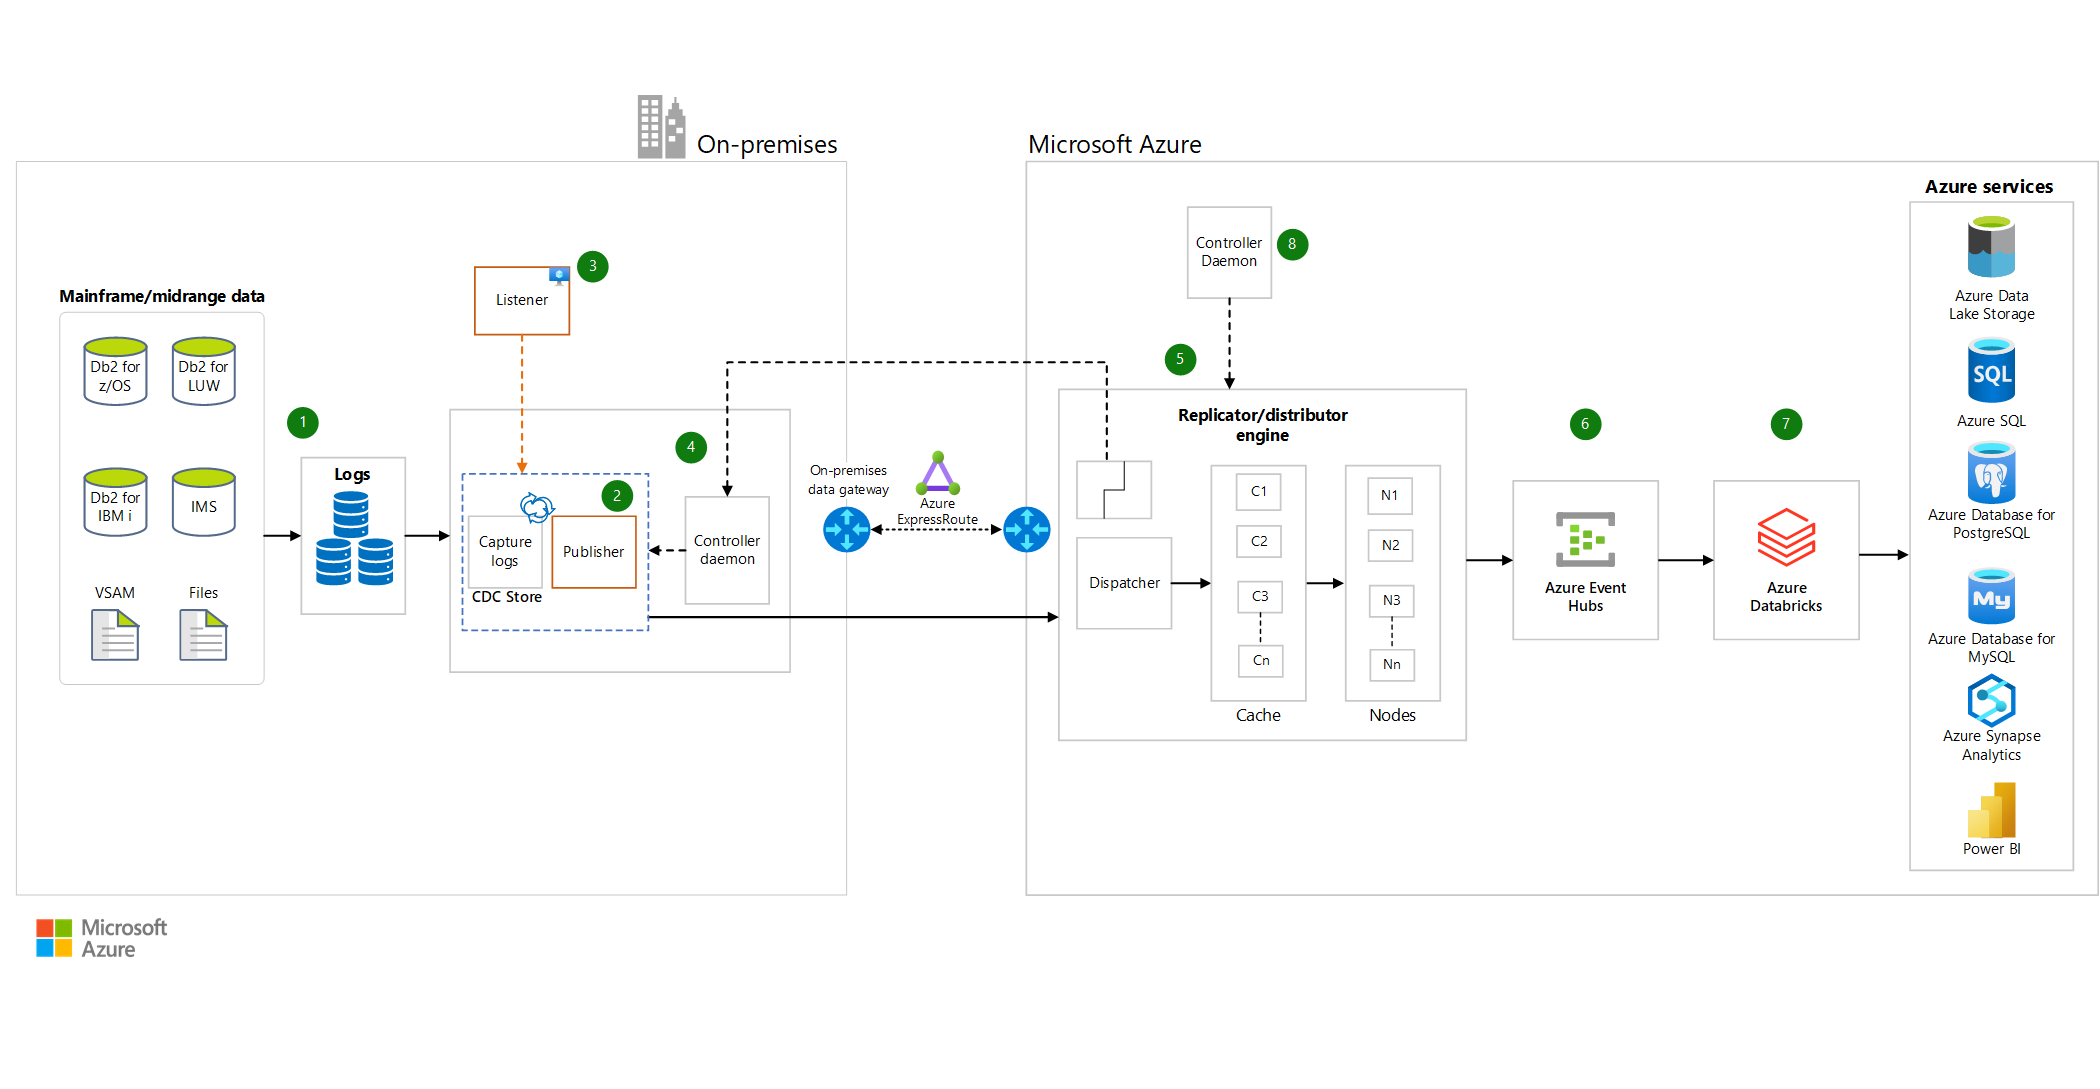 On-premises
Microsoft Azure
Mainframe/midrange data
Db2 for
z/OS
Db2 for
LUW
Db2 for
IBM i
IMS
VSAM
Files
1
Logs
3
Listener
4
2
Capture
logs
Publisher
CDC Store
Controller
daemon
On-premises
data gateway
Azure
ExpressRoute
Controller
Daemon
8
5
Replicator/distributor
engine
Dispatcher
C1
C2
C3
Cn
Cache
N1
N2
N3
Nn
Nodes
6
Azure Event
Hubs
7
Azure
Databricks
Azure services
Azure Data
Lake Storage
SQL
Azure SQL
Azure Database for
PostgreSQL
My
Azure Database for
MySQL
Azure Synapse
Analytics
Power BI
Microsoft
Azure